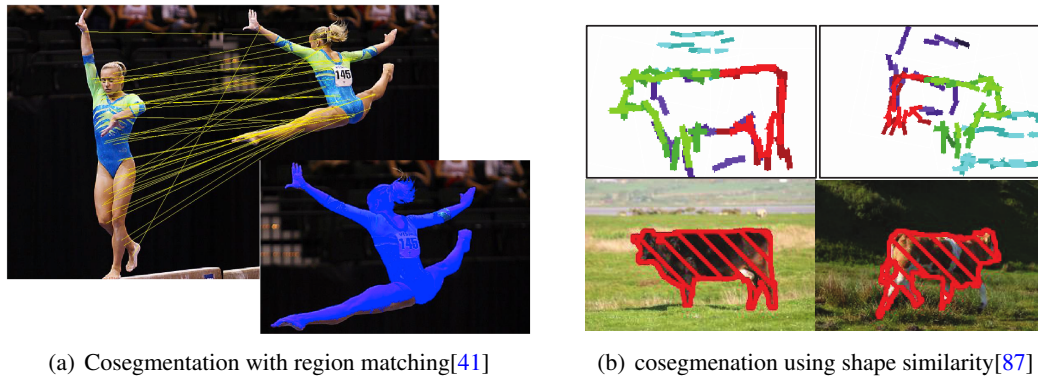 145
145
(a) Cosegmentation with region matching[41]
(b) cosegmenation using shape similarity[87]